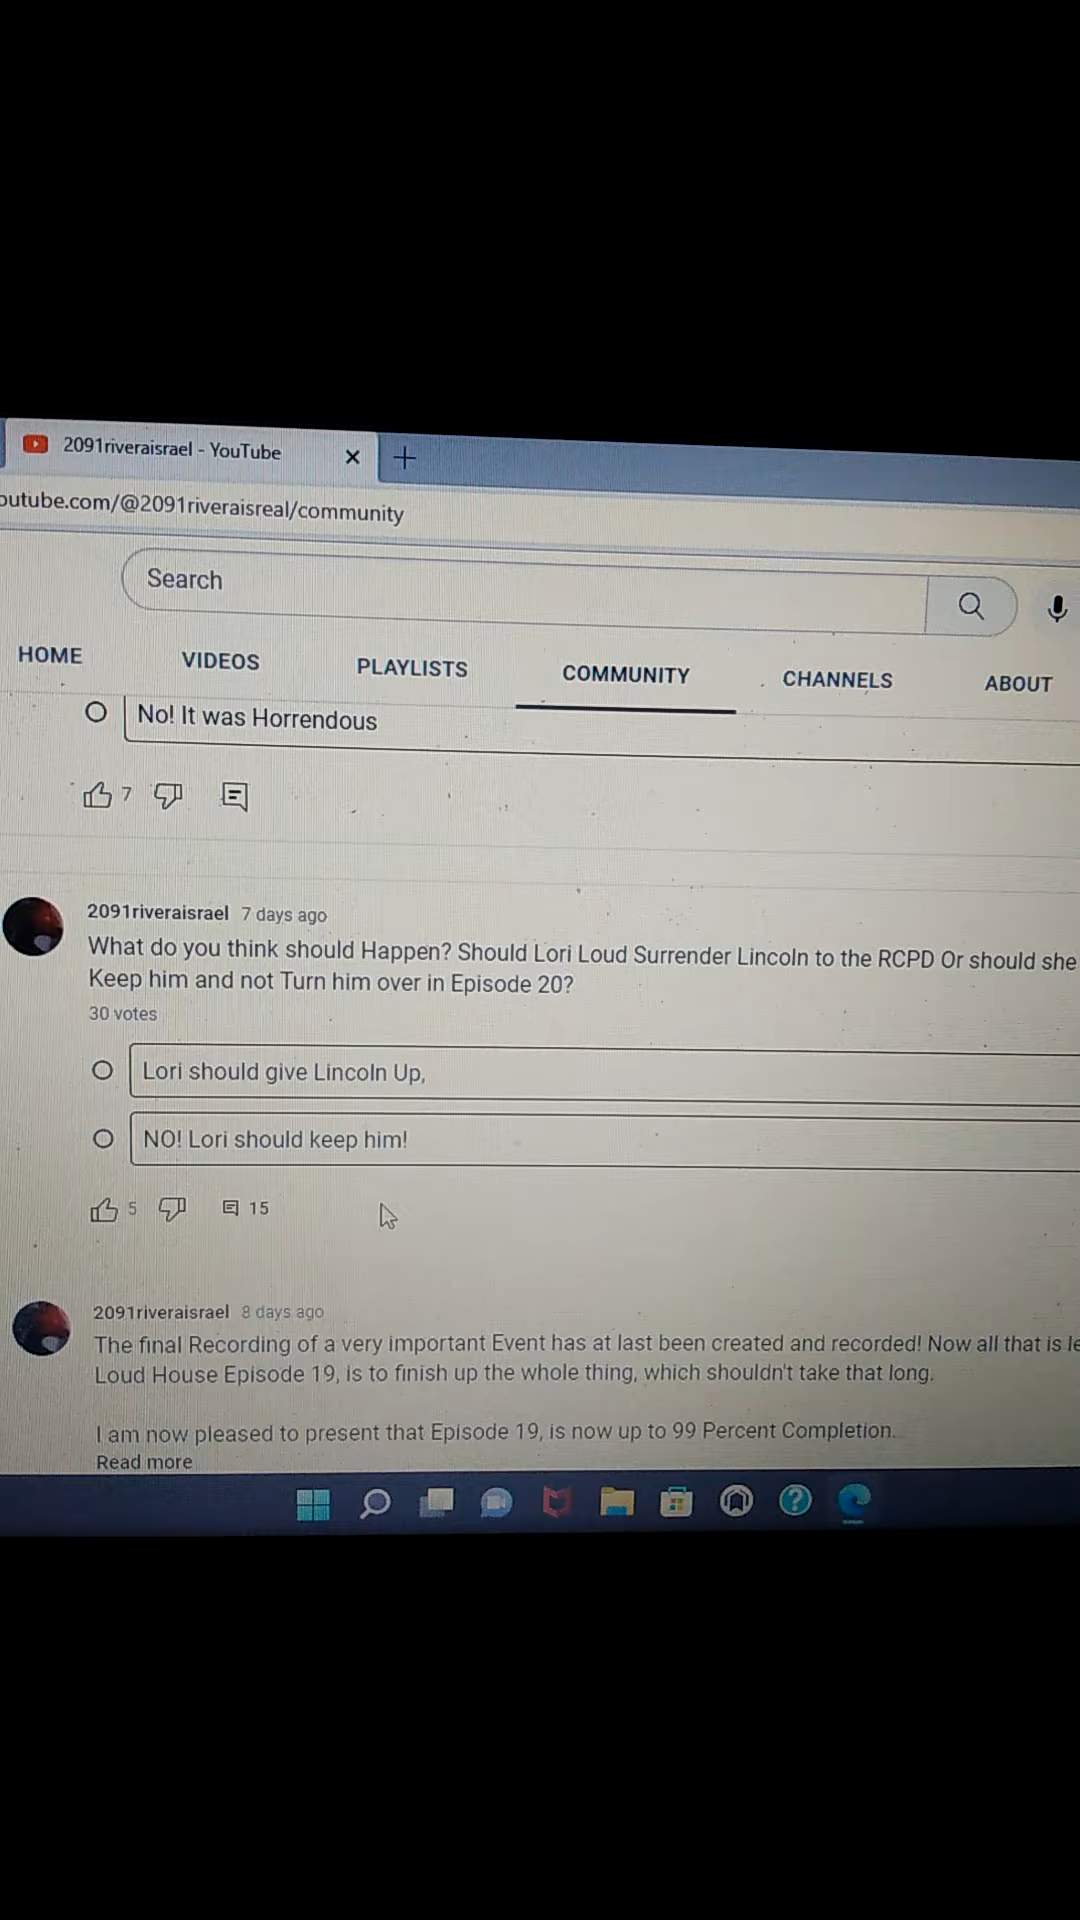 2091riveraisrael - YouTube
outube.com/@2091riveraisreal/community
Search
HOME VIDEOS PLAYLISTS COMMUNITY CHANNELS ABOUT
No! It was Horrendous
7
2091riveraisrael 7 days ago
What do you think should Happen? Should Lori Loud Surrender Lincoln to the RCPD Or should she
Keep him and not Turn him over in Episode 20?
30 votes
Lori should give Lincoln Up,
NO! Lori should keep him!
5 15
2091riveraisrael 8 days ago
The final Recording of a very important Event has at last been created and recorded! Now all that is le
Loud House Episode 19, is to finish up the whole thing, which shouldn't take that long.
I am now pleased to present that Episode 19, is now up to 99 Percent Completion.
Read more